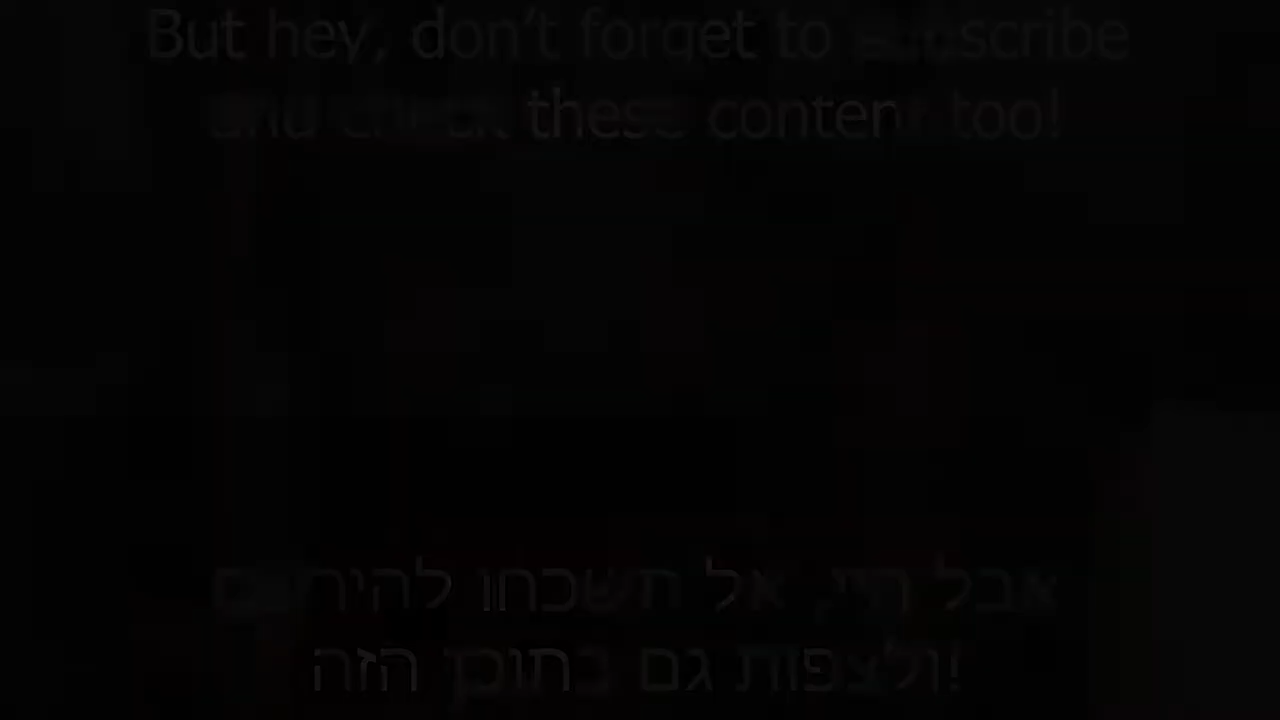 But hey, don't forget to subscribe
and check these content too!
אבל היי, אל תשכחו להירשם
ולצפות גם בתוכן הזה!